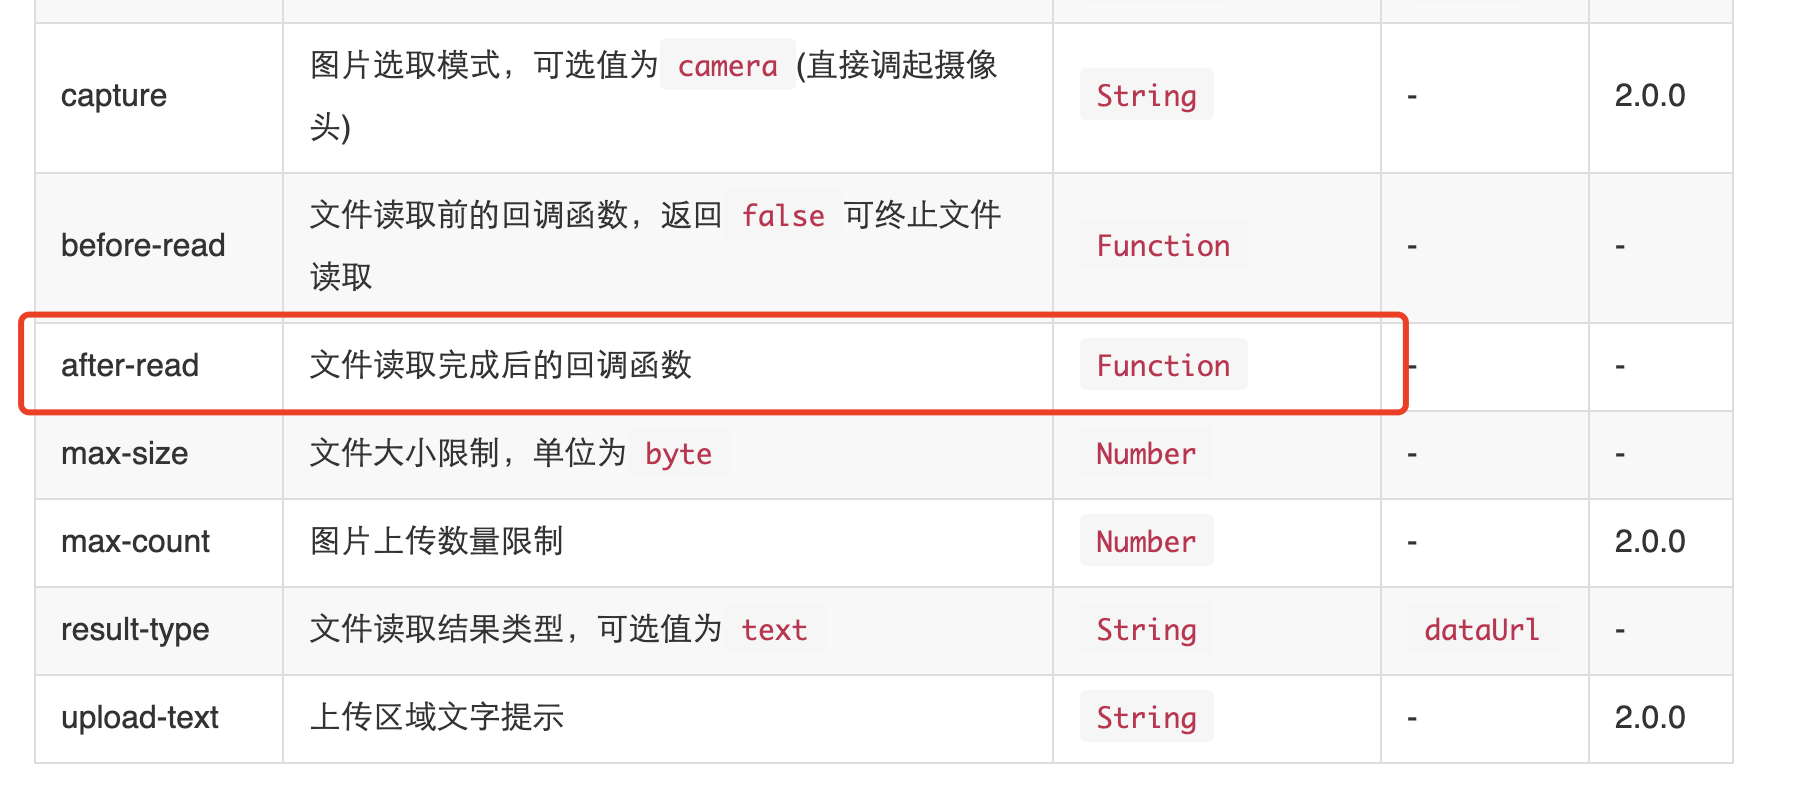 capture 图片选取模式，可选值为 camera (直接调起摄像 String - 2.0.0
头)
before-read 文件读取前的回调函数，返回 false 可终止文件 Function - -
读取
after-read 文件读取完成后的回调函数 Function - -
max-size 文件大小限制，单位为 byte Number - -
max-count 图片上传数量限制 Number - 2.0.0
result-type 文件读取结果类型，可选值为 text String dataUrl -
upload-text 上传区域文字提示 String - 2.0.0